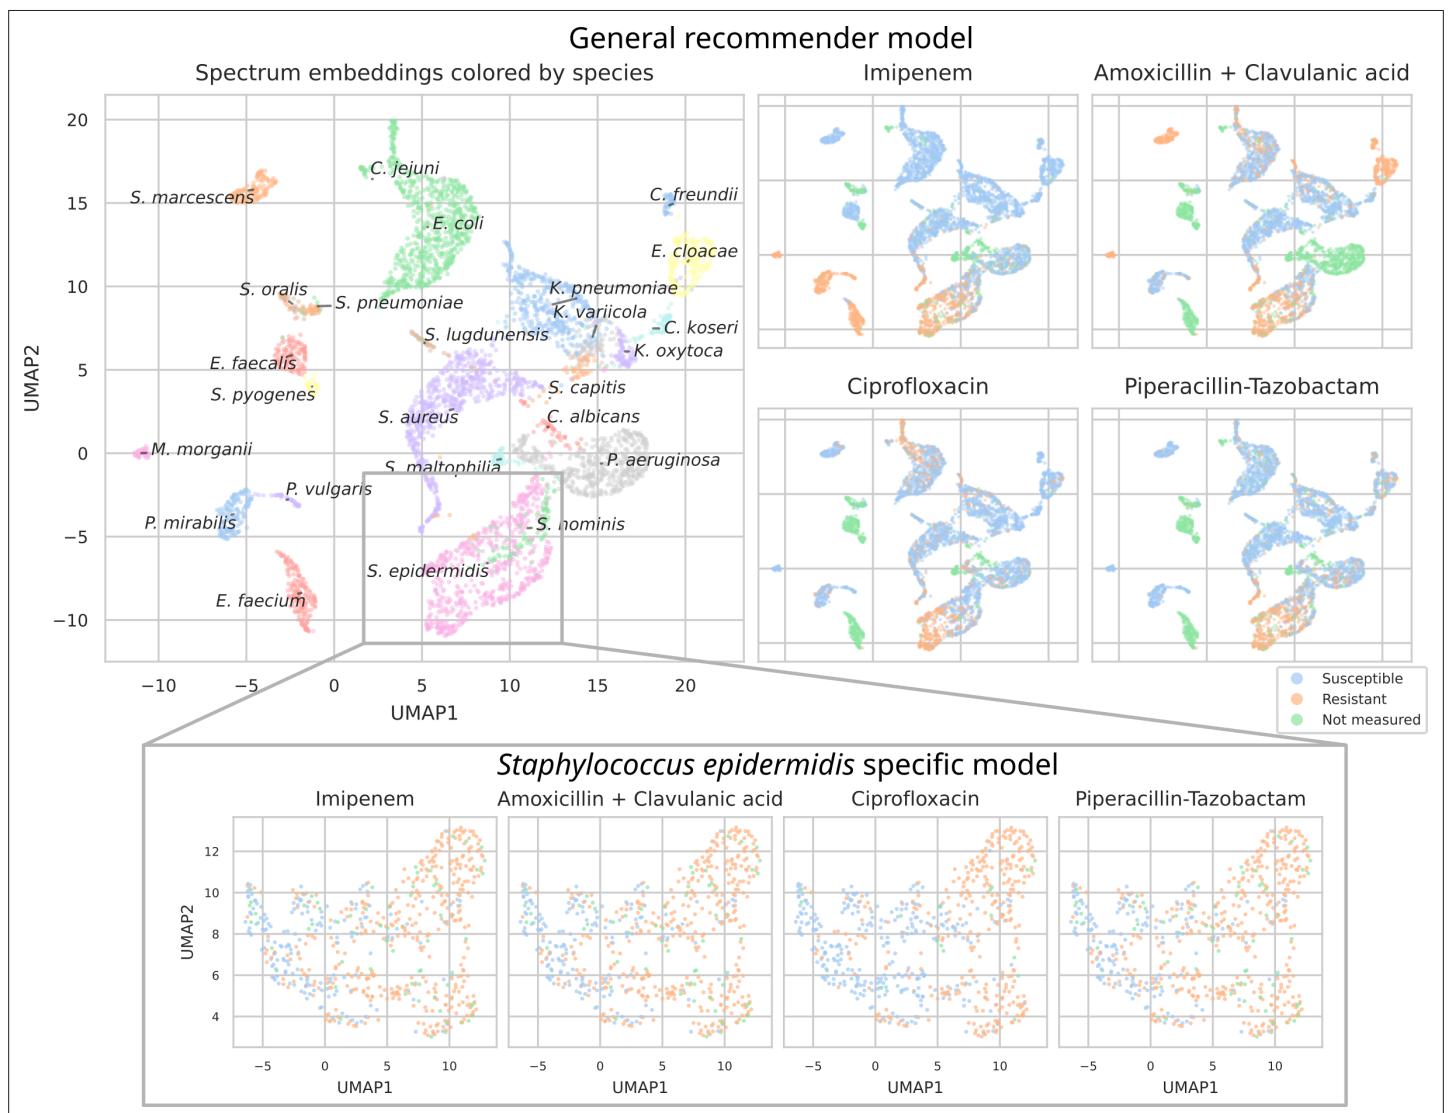 General recommender model
Spectrum embeddings colored by species
Imipenem
Amoxicillin + Clavulanic acid
20
15
10
5
0
−5
−10
UMAP2
C. jejuni
S. marcescens
C. freundii
E. coli
E. cloacae
S. oralis
K. pneumoniae
S. pneumoniae
K. variicola
C. koseri
S. lugdunensis
K. oxytoca
E. faecalis
S. capitis
S. pyogenes
C. albicans
S. aureus
M. morganii
P. aeruginosa
S. maltophilia
P. vulgaris
P. mirabilis
S. hominis
S. epidermidis
E. faecium
−10
−5
0
5
10
15
20
UMAP1
Ciprofloxacin
Piperacillin-Tazobactam
Susceptible
Resistant
Not measured
Staphylococcus epidermidis specific model
Imipenem
Amoxicillin + Clavulanic acid
Ciprofloxacin
Piperacillin-Tazobactam
12
10
8
6
4
UMAP2
−5
0
5
10
UMAP1
−5
0
5
10
UMAP1
−5
0
5
10
UMAP1
−5
0
5
10
UMAP1